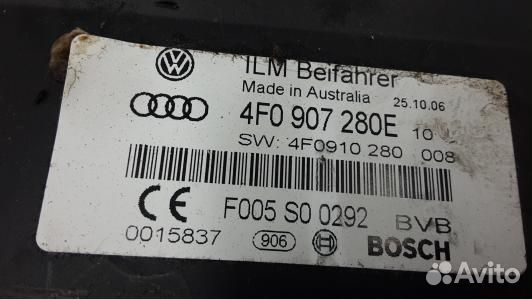 ILM Beifahrer
Made in Australia 25.10.06
4F0 907 280E 10
SW: 4F0910 280 008
F005 S0 0292 BVB
0015837 906 BOSCH
Avito